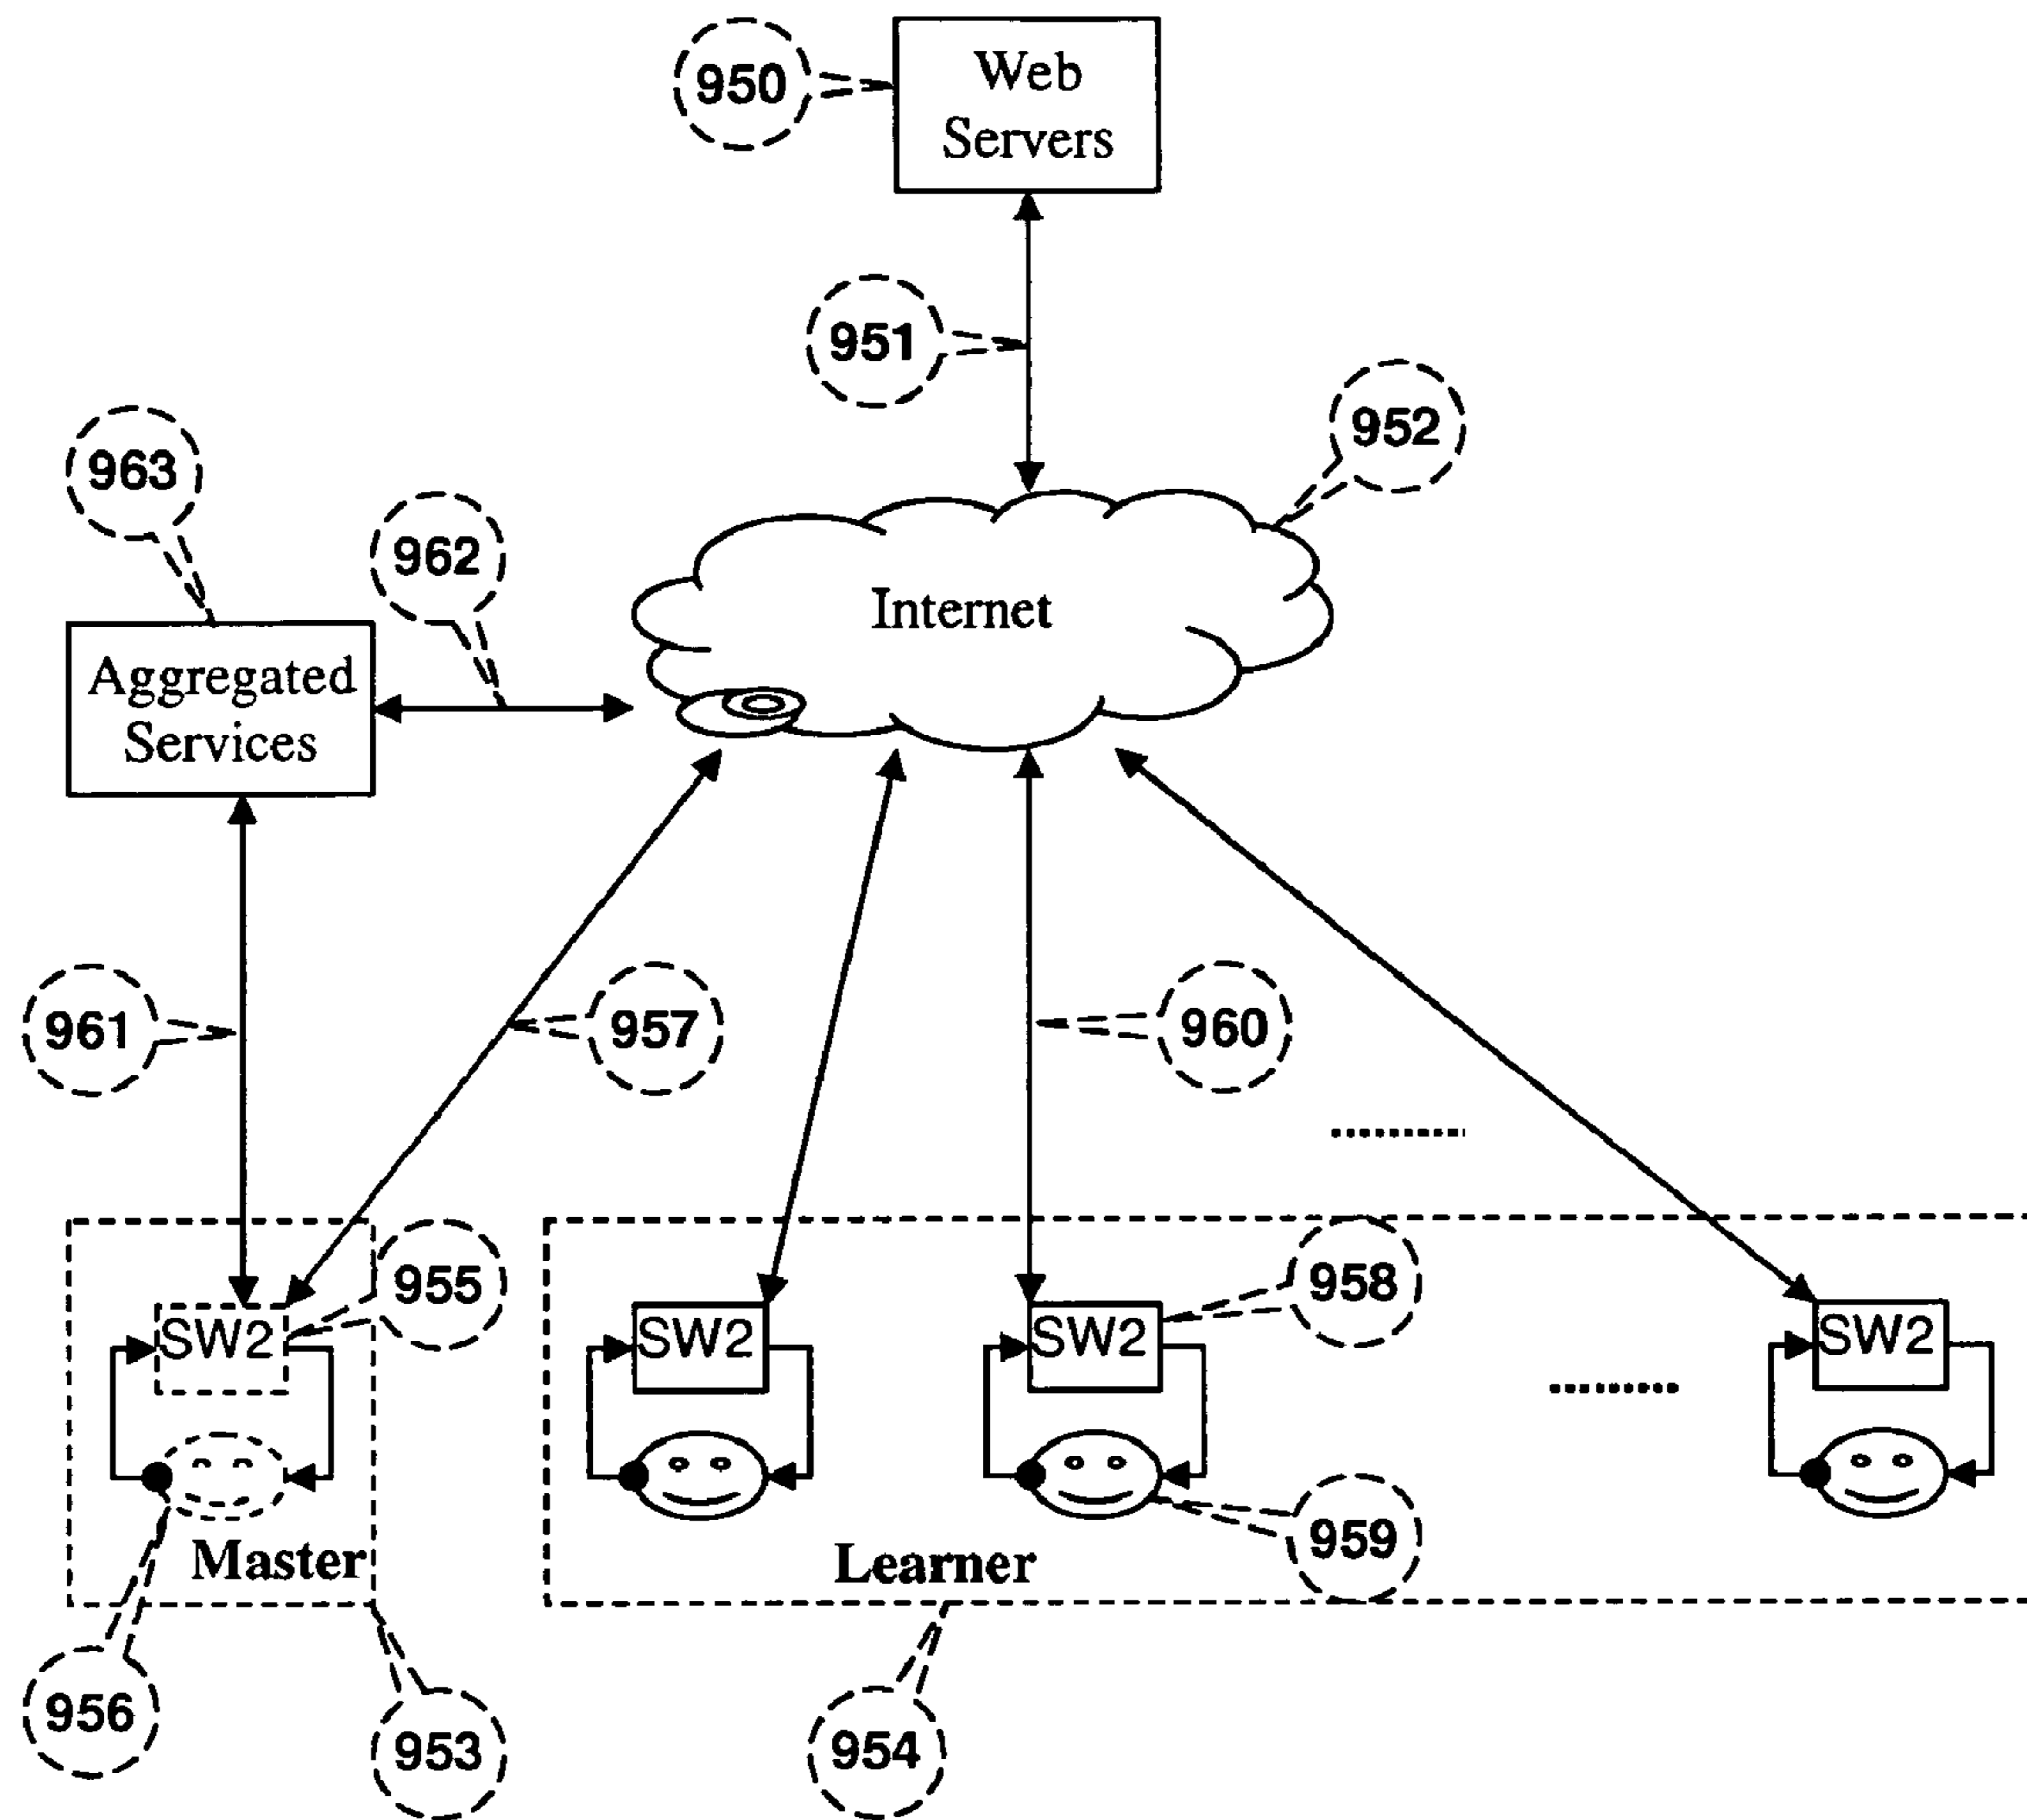 950
Web
Servers
951
952
963
962
Internet
Aggregated
Services
961
957
960
955
958
SW2
SW2
SW2
SW2
959
Master
Learner
956
953
954